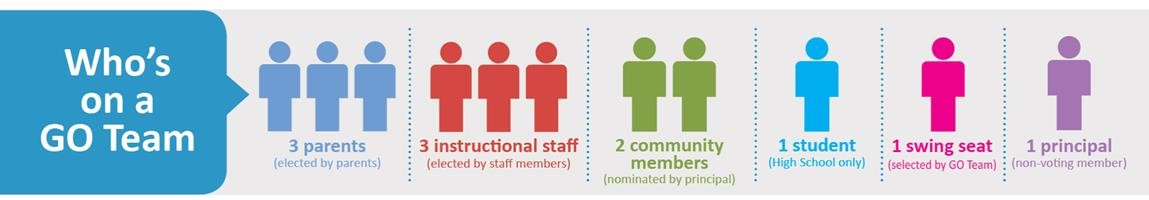 Who's
on a
GO Team
3 parents
(elected by parents)
3 instructional staff
(elected by staff members)
2 community
members
(nominated by principal)
1 student
(High School only)
1 swing seat
(selected by GO Team)
1 principal
(non-voting member)